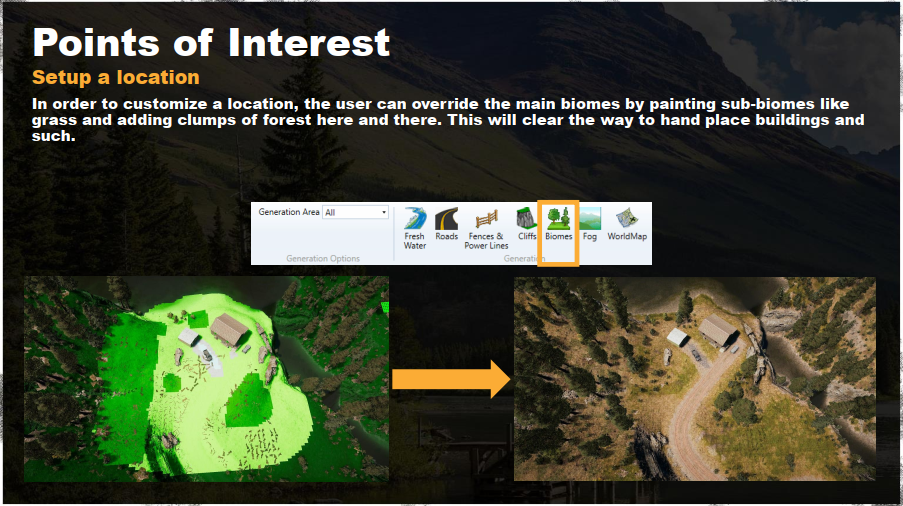 Points of Interest
Setup a location
In order to customize a location, the user can override the main biomes by painting sub-biomes like
grass and adding clumps of forest here and there. This will clear the way to hand place buildings and
such.
Generation Area All
Fresh Water
Roads
Fences & Power Lines
Cliffs
Biomes
Fog
WorldMap
Generation Options
Generation